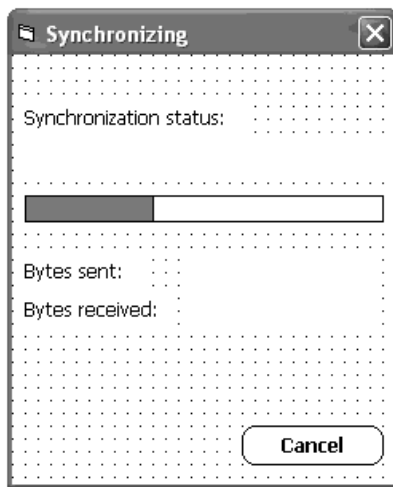 Synchronizing
Synchronization status:
Bytes sent:
Bytes received:
Cancel